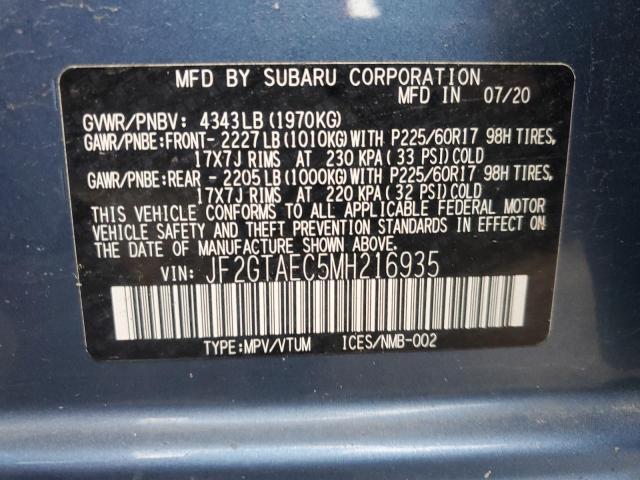 MFD BY SUBARU CORPORATION
MFD IN 07/20
GVWR/PNBV: 4343LB (1970KG)
GAWR/PNBE:FRONT- 2227LB (1010KG) WITH P225/60R17 98H TIRES,
17X7J RIMS AT 230 KPA (33 PSI) COLD
GAWR/PNBE:REAR - 2205LB (1000KG) WITH P225/60R17 98H TIRES,
17X7J RIMS AT 220 KPA (32 PSI) COLD
THIS VEHICLE CONFORMS TO ALL APPLICABLE FEDERAL MOTOR
VEHICLE SAFETY AND THEFT PREVENTION STANDARDS IN EFFECT ON
THE DATE OF MANUFACTURE SHOWN ABOVE.
VIN: JF2GTAEC5MH216935
TYPE:MPV/VTUM ICES/NMB-002